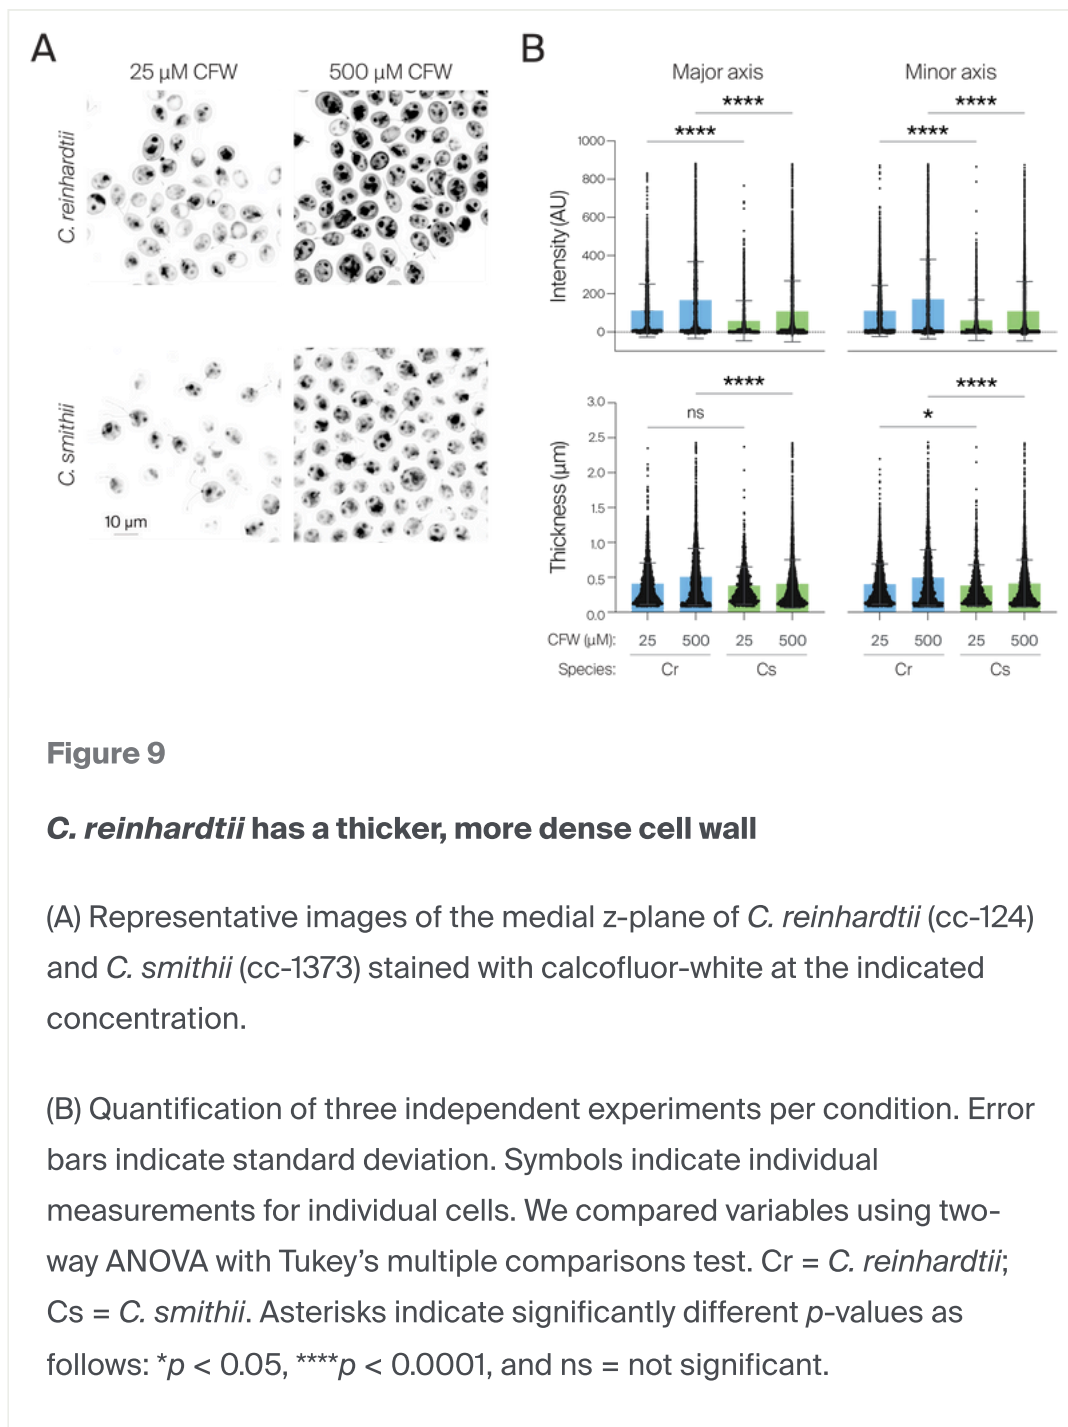 A
25 µM CFW
500 µM CFW
C. reinhardtii
C. smithii
10 µm
B
Major axis
Minor axis
****
****
****
****
Intensity (AU)
1000
800
600
400
200
0
****
****
ns
*
Thickness (µm)
3.0
2.5
2.0
1.5
1.0
0.5
0.0
CFW (µM): 25 500 25 500 25 500 25 500
Species: Cr Cs Cr Cs
Figure 9
C. reinhardtii has a thicker, more dense cell wall
(A) Representative images of the medial z-plane of C. reinhardtii (cc-124)
and C. smithii (cc-1373) stained with calcofluor-white at the indicated
concentration.
(B) Quantification of three independent experiments per condition. Error
bars indicate standard deviation. Symbols indicate individual
measurements for individual cells. We compared variables using two-
way ANOVA with Tukey’s multiple comparisons test. Cr = C. reinhardtii;
Cs = C. smithii. Asterisks indicate significantly different p-values as
follows: *p < 0.05, ****p < 0.0001, and ns = not significant.